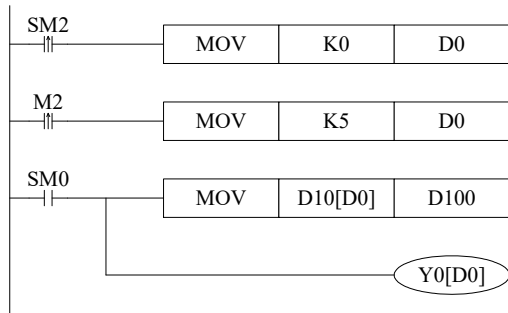 SM2
MOV K0 D0
M2
MOV K5 D0
SM0
MOV D10[D0] D100
Y0[D0]